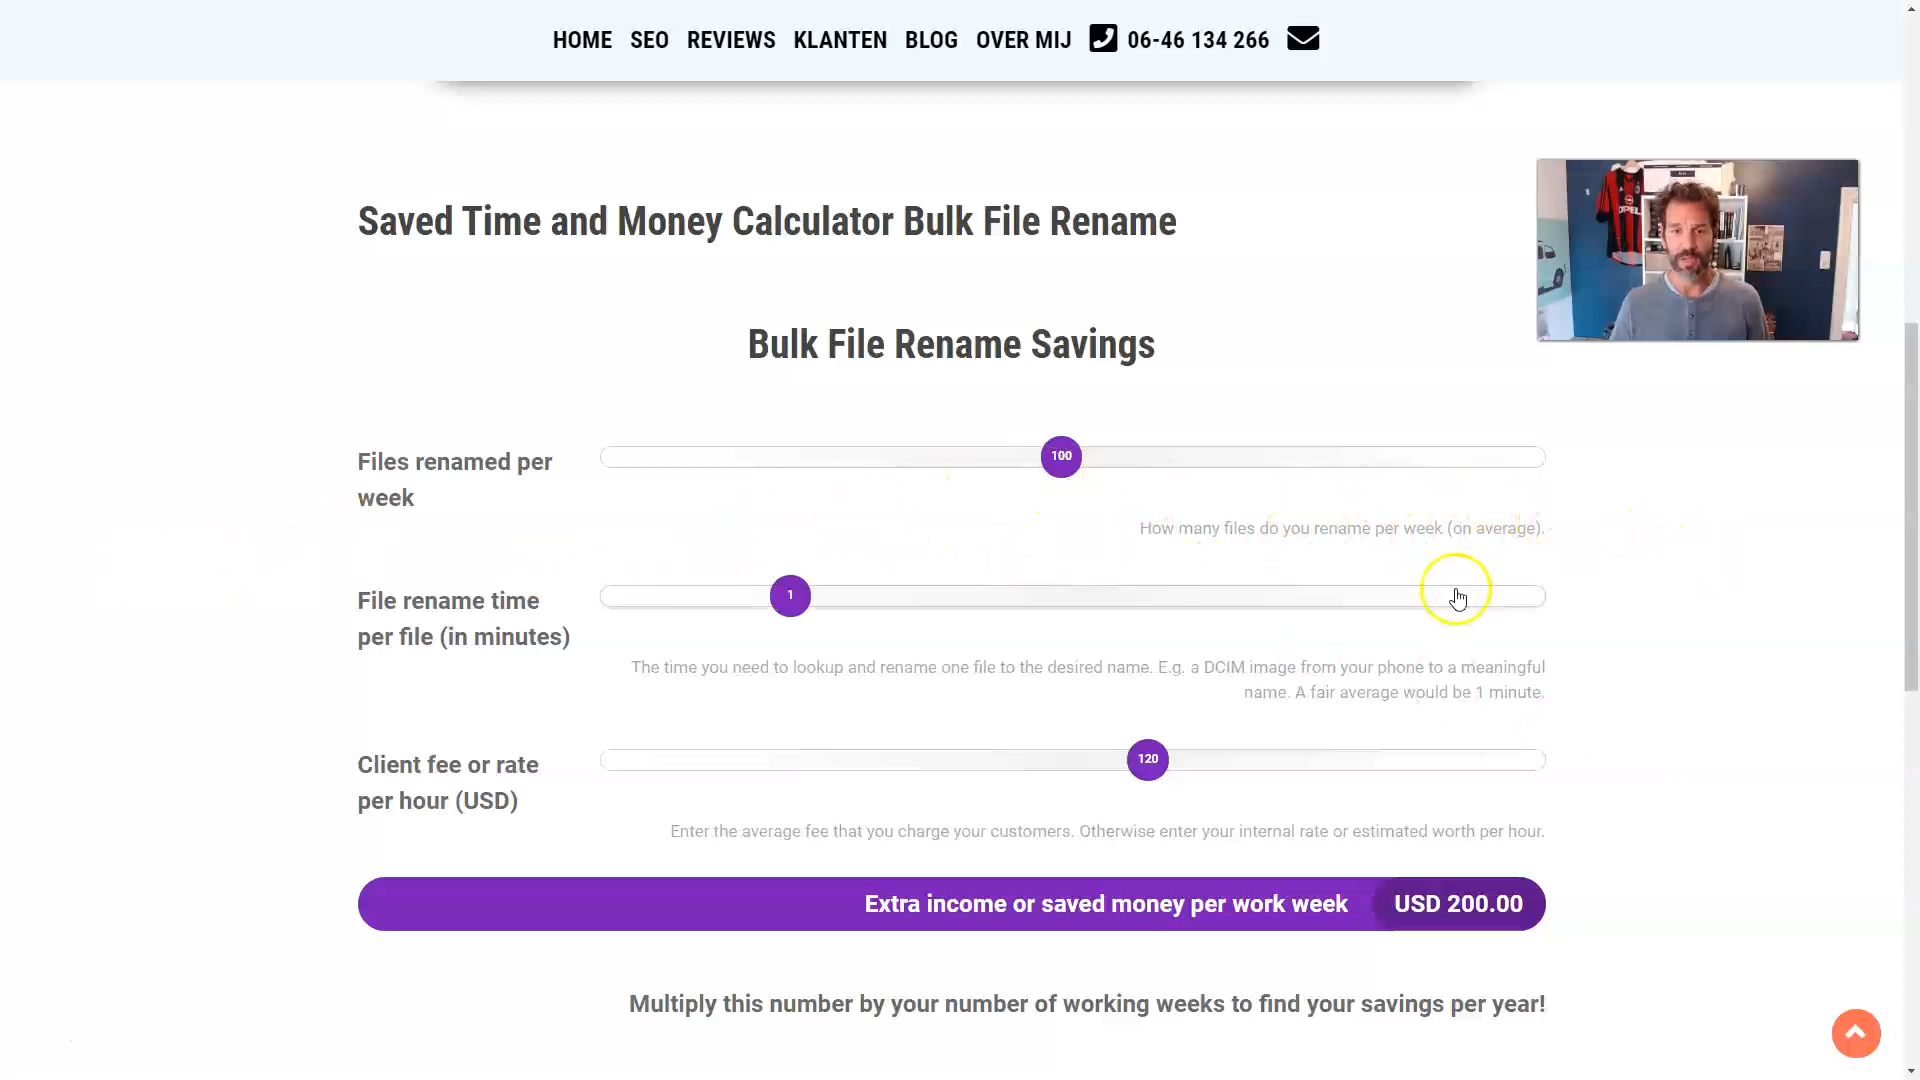 HOME SEO REVIEWS KLANTEN BLOG OVER MIJ 06-46 134 266
Saved Time and Money Calculator Bulk File Rename
Bulk File Rename Savings
Files renamed per
week
100
How many files do you rename per week (on average).
File rename time
per file (in minutes)
1
The time you need to lookup and rename one file to the desired name. E.g. a DCIM image from your phone to a meaningful
name. A fair average would be 1 minute.
Client fee or rate
per hour (USD)
120
Enter the average fee that you charge your customers. Otherwise enter your internal rate or estimated worth per hour.
Extra income or saved money per work week USD 200.00
Multiply this number by your number of working weeks to find your savings per year!
OPEL